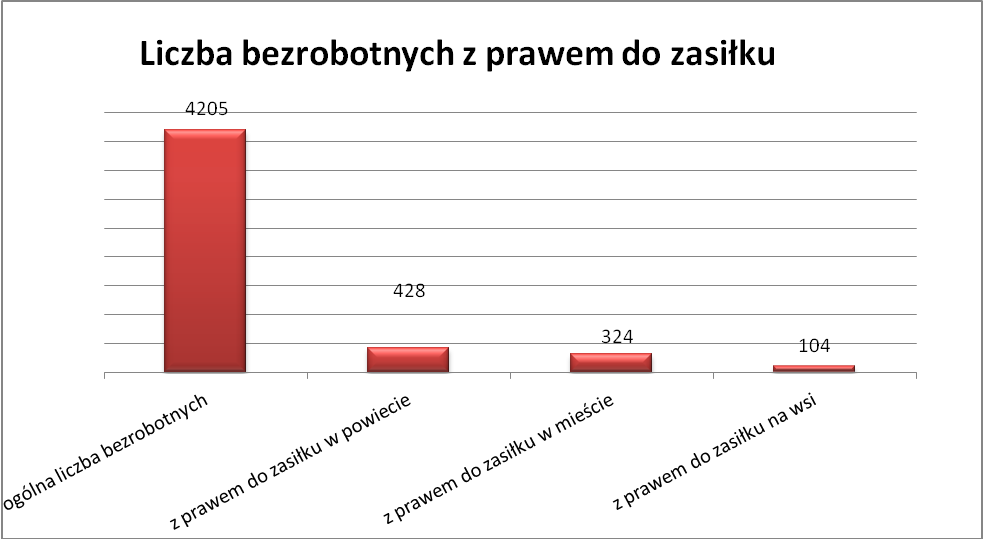 Liczba bezrobotnych z prawem do zasiłku
4205
428
324
104
ogólna liczba bezrobotnych
z prawem do zasiłku w powiecie
z prawem do zasiłku w mieście
z prawem do zasiłku na wsi